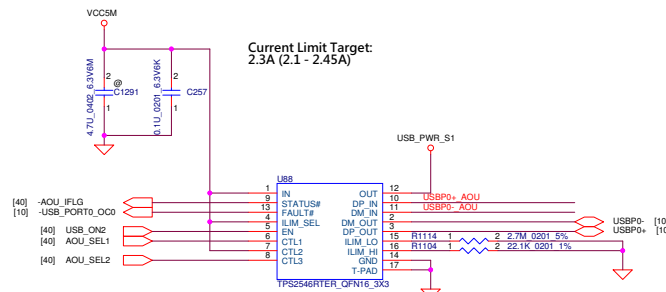 VCC5M
Current Limit Target:
2.3A (2.1 - 2.45A)
4.7U_0402_6.3V6M
2
@
C1291
1
0.1U_0201_6.3V6K
2
C257
1
USB_PWR_S1
U88
1 IN OUT 12
[40] -AOU_IFLG 9 STATUS# DP_IN 10 USBP0+_AOU
[10] -USB_PORT0_OC0 13 FAULT# DM_IN 11 USBP0-_AOU
4 ILIM_SEL DM_OUT 2 USBP0- [10
[40] USB_ON2 5 EN DP_OUT 3 USBP0+ [10
[40] AOU_SEL1 6 CTL1 ILIM_LO 15 R1114 1 2 2.7M_0201_5%
7 CTL2 ILIM_HI 16 R1104 1 2 22.1K_0201_1%
[40] AOU_SEL2 8 CTL3 GND 14
T-PAD 17
TPS2546RTER_QFN16_3X3